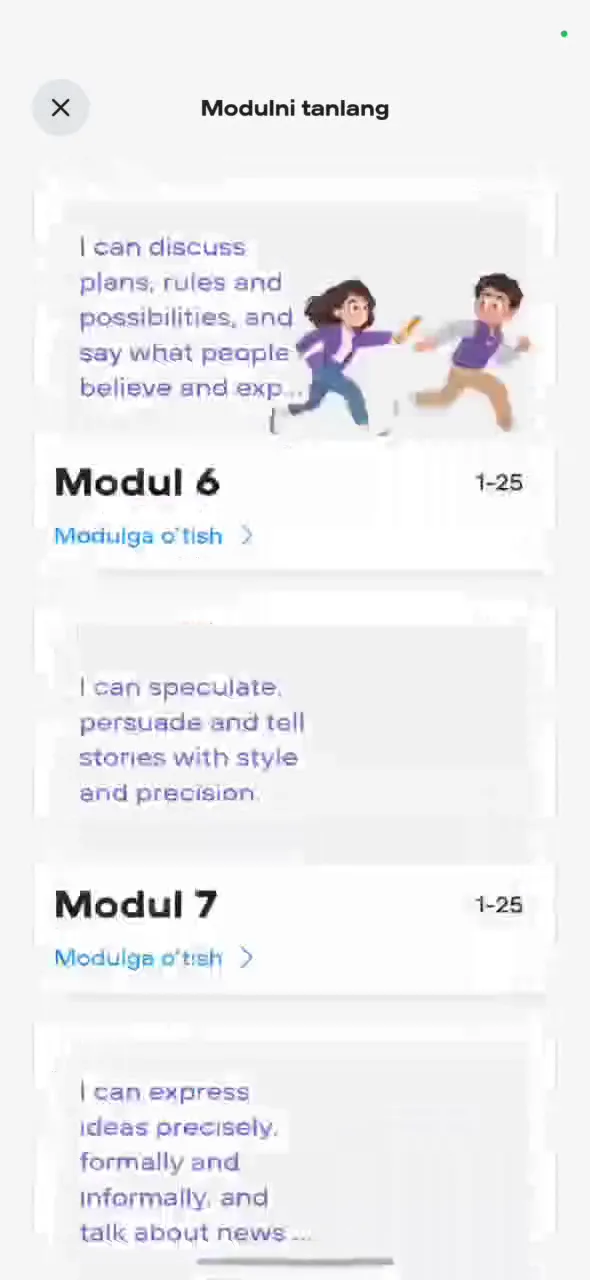 Modulni tanlang
I can discuss
plans, rules and
possibilities, and
say what people
believe and exp...
Modul 6
1-25
Modulga o'tish
I can speculate,
persuade and tell
stories with style
and precision.
Modul 7
1-25
Modulga o'tish
I can express
ideas precisely,
formally and
informally, and
talk about news ...